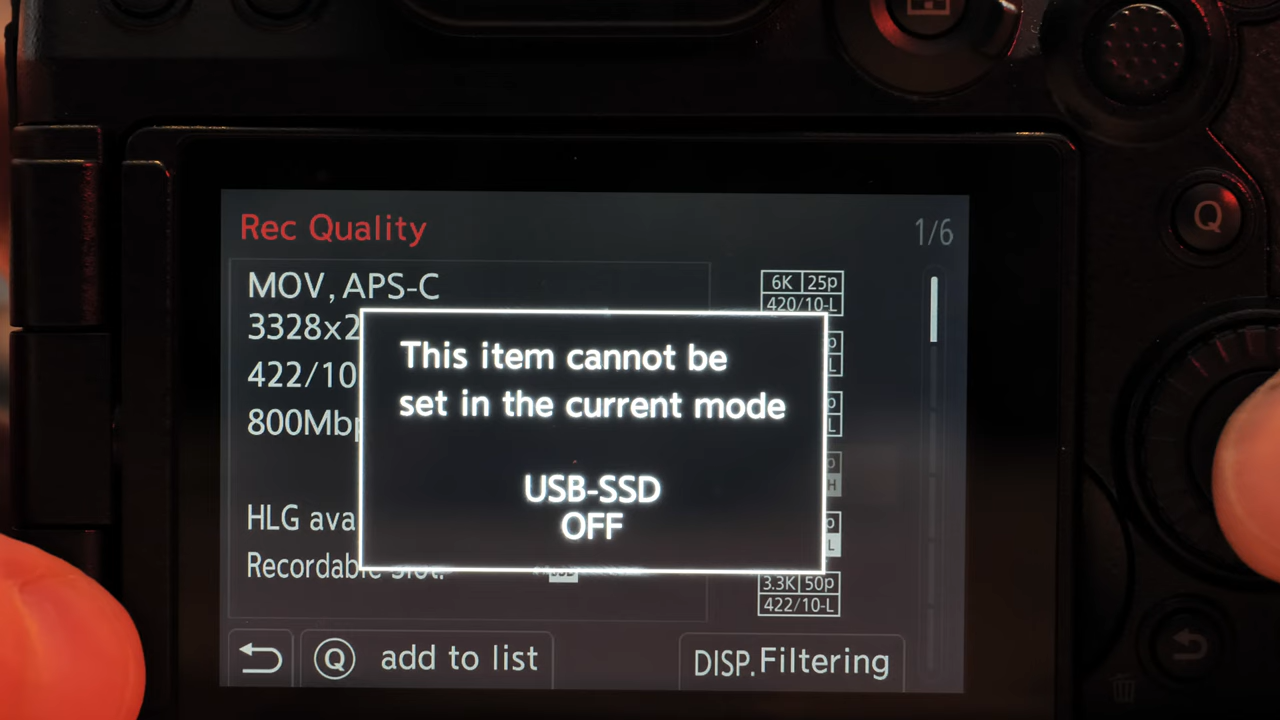 Rec Quality
1/6
MOV, APS-C
6K 25p
420/10-L
3328x2
422/10
800Mbp
This item cannot be
set in the current mode
USB-SSD
OFF
HLG ava
Recordable slot:
3.3K 50p
422/10-L
Q add to list
DISP. Filtering
Q